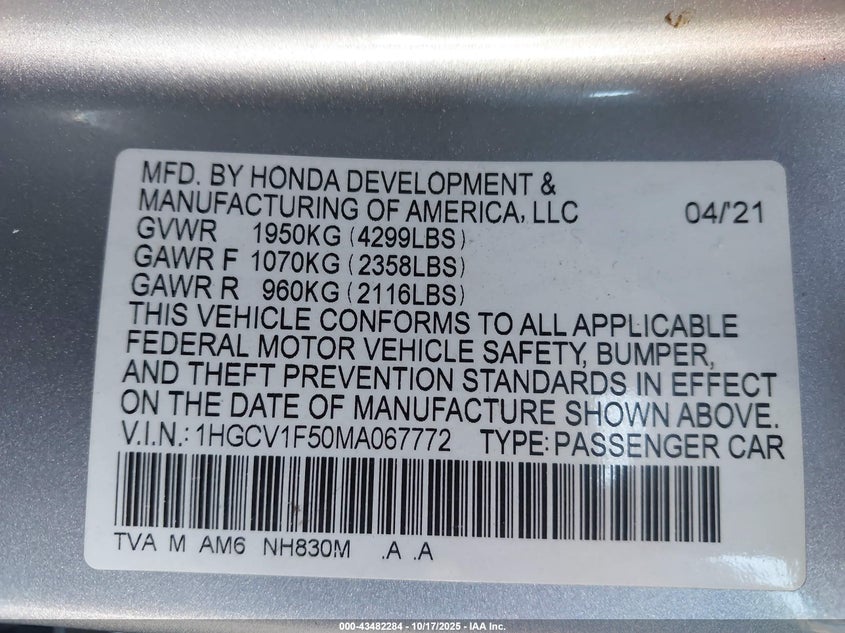 MFD. BY HONDA DEVELOPMENT &
MANUFACTURING OF AMERICA, LLC 04/'21
GVWR 1950KG (4299LBS)
GAWR F 1070KG (2358LBS)
GAWR R 960KG (2116LBS)
THIS VEHICLE CONFORMS TO ALL APPLICABLE
FEDERAL MOTOR VEHICLE SAFETY, BUMPER,
AND THEFT PREVENTION STANDARDS IN EFFECT
ON THE DATE OF MANUFACTURE SHOWN ABOVE.
V.I.N.: 1HGCV1F50MA067772 TYPE: PASSENGER CAR
TVA M AM6 NH830M .A .A
000-43482284 - 10/17/2025 - IAA Inc.